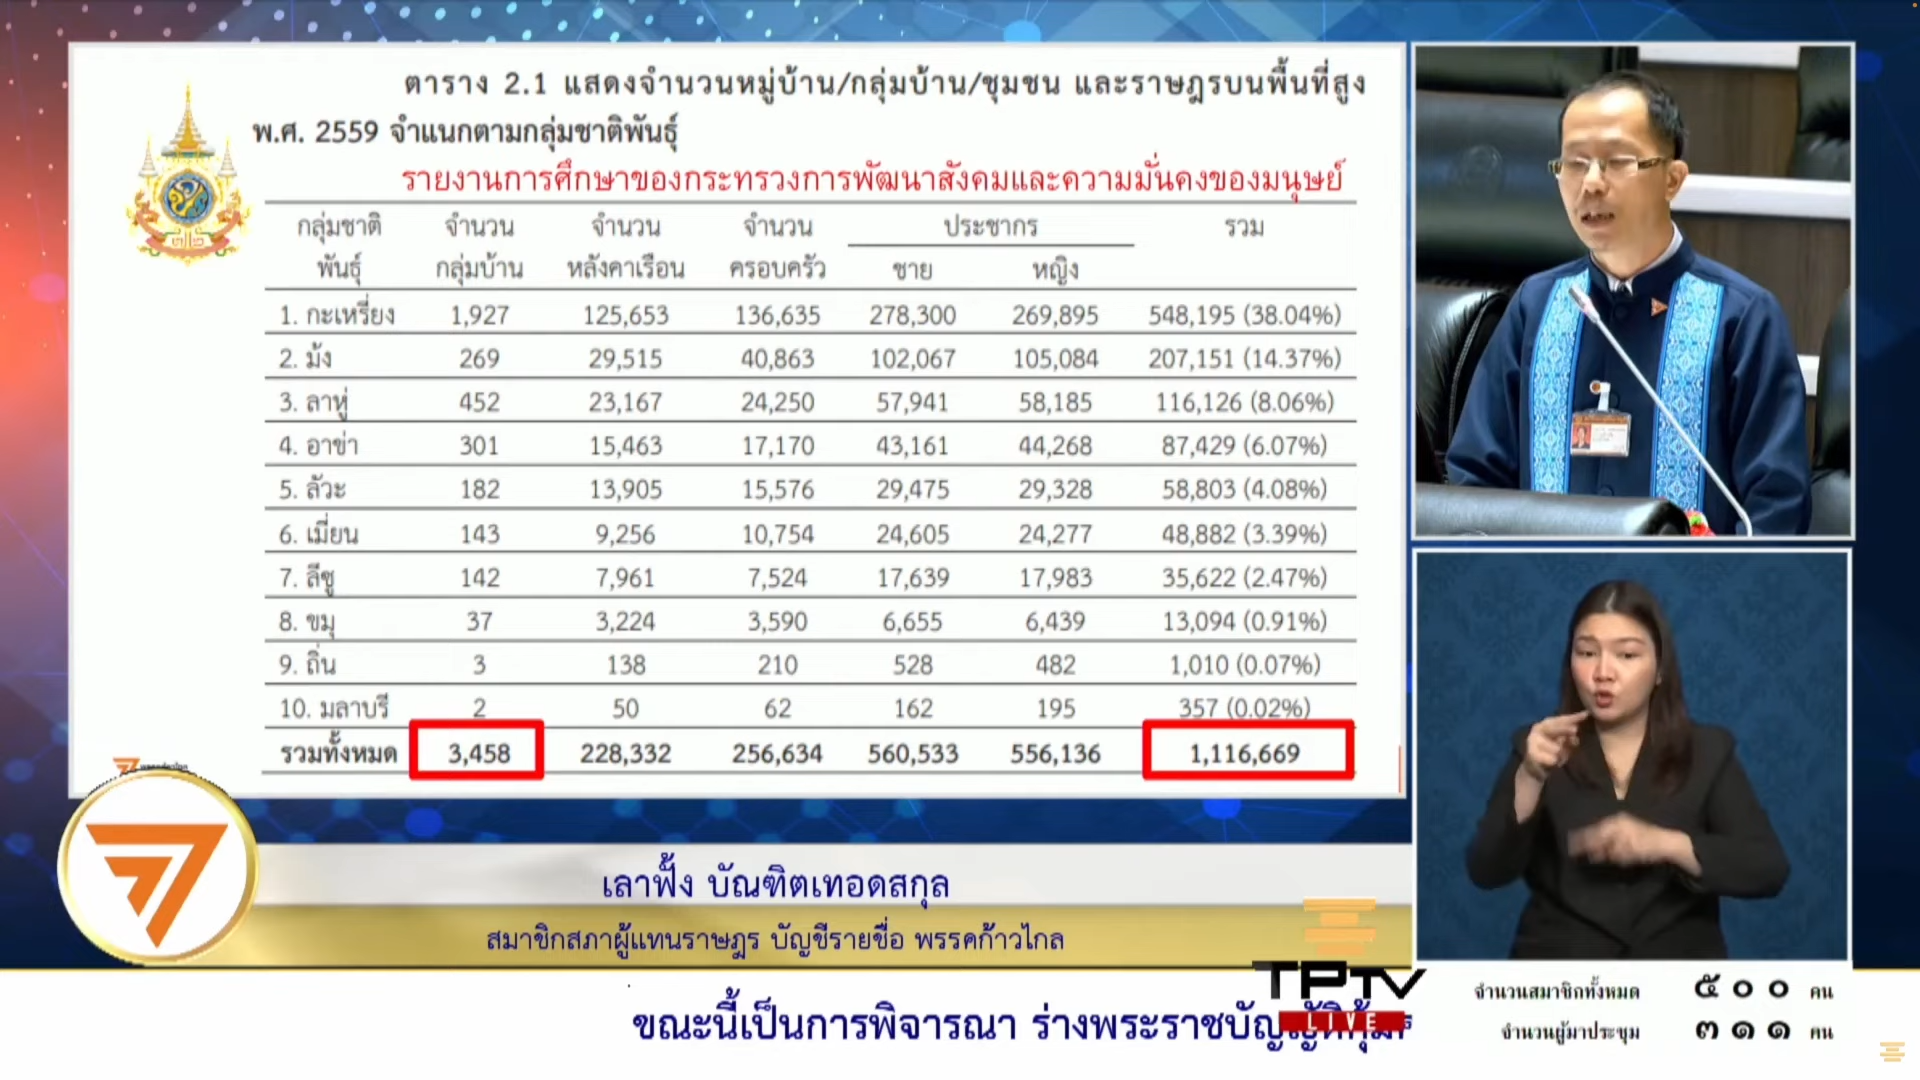 ตาราง 2.1 แสดงจำนวนหมู่บ้าน/กลุ่มบ้าน/ชุมชน และราษฎรบนพื้นที่สูง
พ.ศ. 2559 จำแนกตามกลุ่มชาติพันธุ์
รายงานการศึกษาของกระทรวงการพัฒนาสังคมและความมั่นคงของมนุษย์
กลุ่มชาติ จำนวน จำนวน จำนวน ประชากร รวม
พันธุ์ กลุ่มบ้าน หลังคาเรือน ครอบครัว ชาย หญิง
1. กะเหรี่ยง 1,927 125,653 136,635 278,300 269,895 548,195 (38.04%)
2. ม้ง 269 29,515 40,863 102,067 105,084 207,151 (14.37%)
3. ลาหู่ 452 23,167 24,250 57,941 58,185 116,126 (8.06%)
4. อาข่า 301 15,463 17,170 43,161 44,268 87,429 (6.07%)
5. ลัวะ 182 13,905 15,576 29,475 29,328 58,803 (4.08%)
6. เมี่ยน 143 9,256 10,754 24,605 24,277 48,882 (3.39%)
7. ลีซู 142 7,961 7,524 17,639 17,983 35,622 (2.47%)
8. ขมุ 37 3,224 3,590 6,655 6,439 13,094 (0.91%)
9. ถิ่น 3 138 210 528 482 1,010 (0.07%)
10. มลาบรี 2 50 62 162 195 357 (0.02%)
รวมทั้งหมด 3,458 228,332 256,634 560,533 556,136 1,116,669
เลาฟั้ง บัณฑิตเทอดสกุล
สมาชิกสภาผู้แทนราษฎร บัญชีรายชื่อ พรรคก้าวไกล
TPTV
LIVE
ขณะนี้เป็นการพิจารณา ร่างพระราชบัญญัติคุ้ม
จำนวนสมาชิกทั้งหมด ๕๐๐ คน
จำนวนผู้มาประชุม ๓๑๑ คน